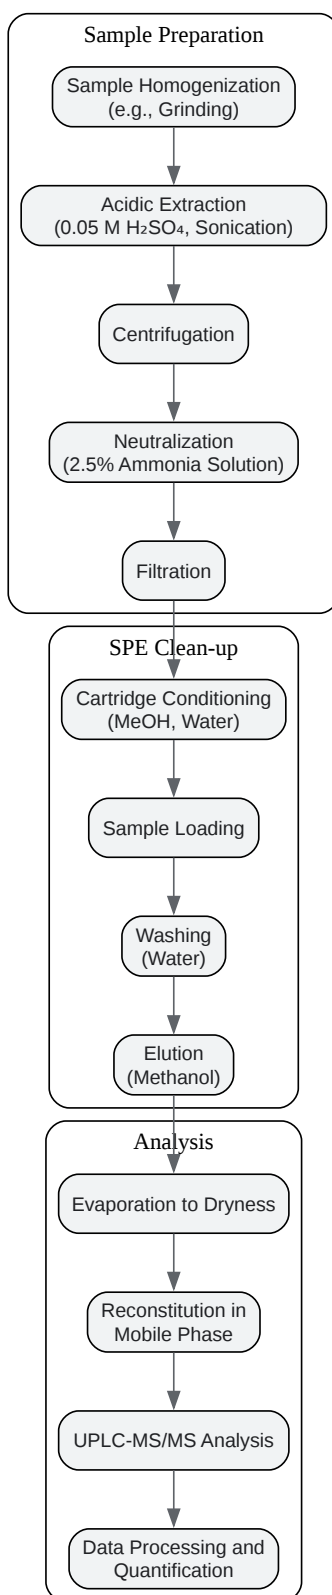 Sample Preparation
Sample Homogenization
(e.g., Grinding)
Acidic Extraction
(0.05 M H₂SO₄, Sonication)
Centrifugation
Neutralization
(2.5% Ammonia Solution)
Filtration
SPE Clean-up
Cartridge Conditioning
(MeOH, Water)
Sample Loading
Washing
(Water)
Elution
(Methanol)
Analysis
Evaporation to Dryness
Reconstitution in
Mobile Phase
UPLC-MS/MS Analysis
Data Processing and
Quantification